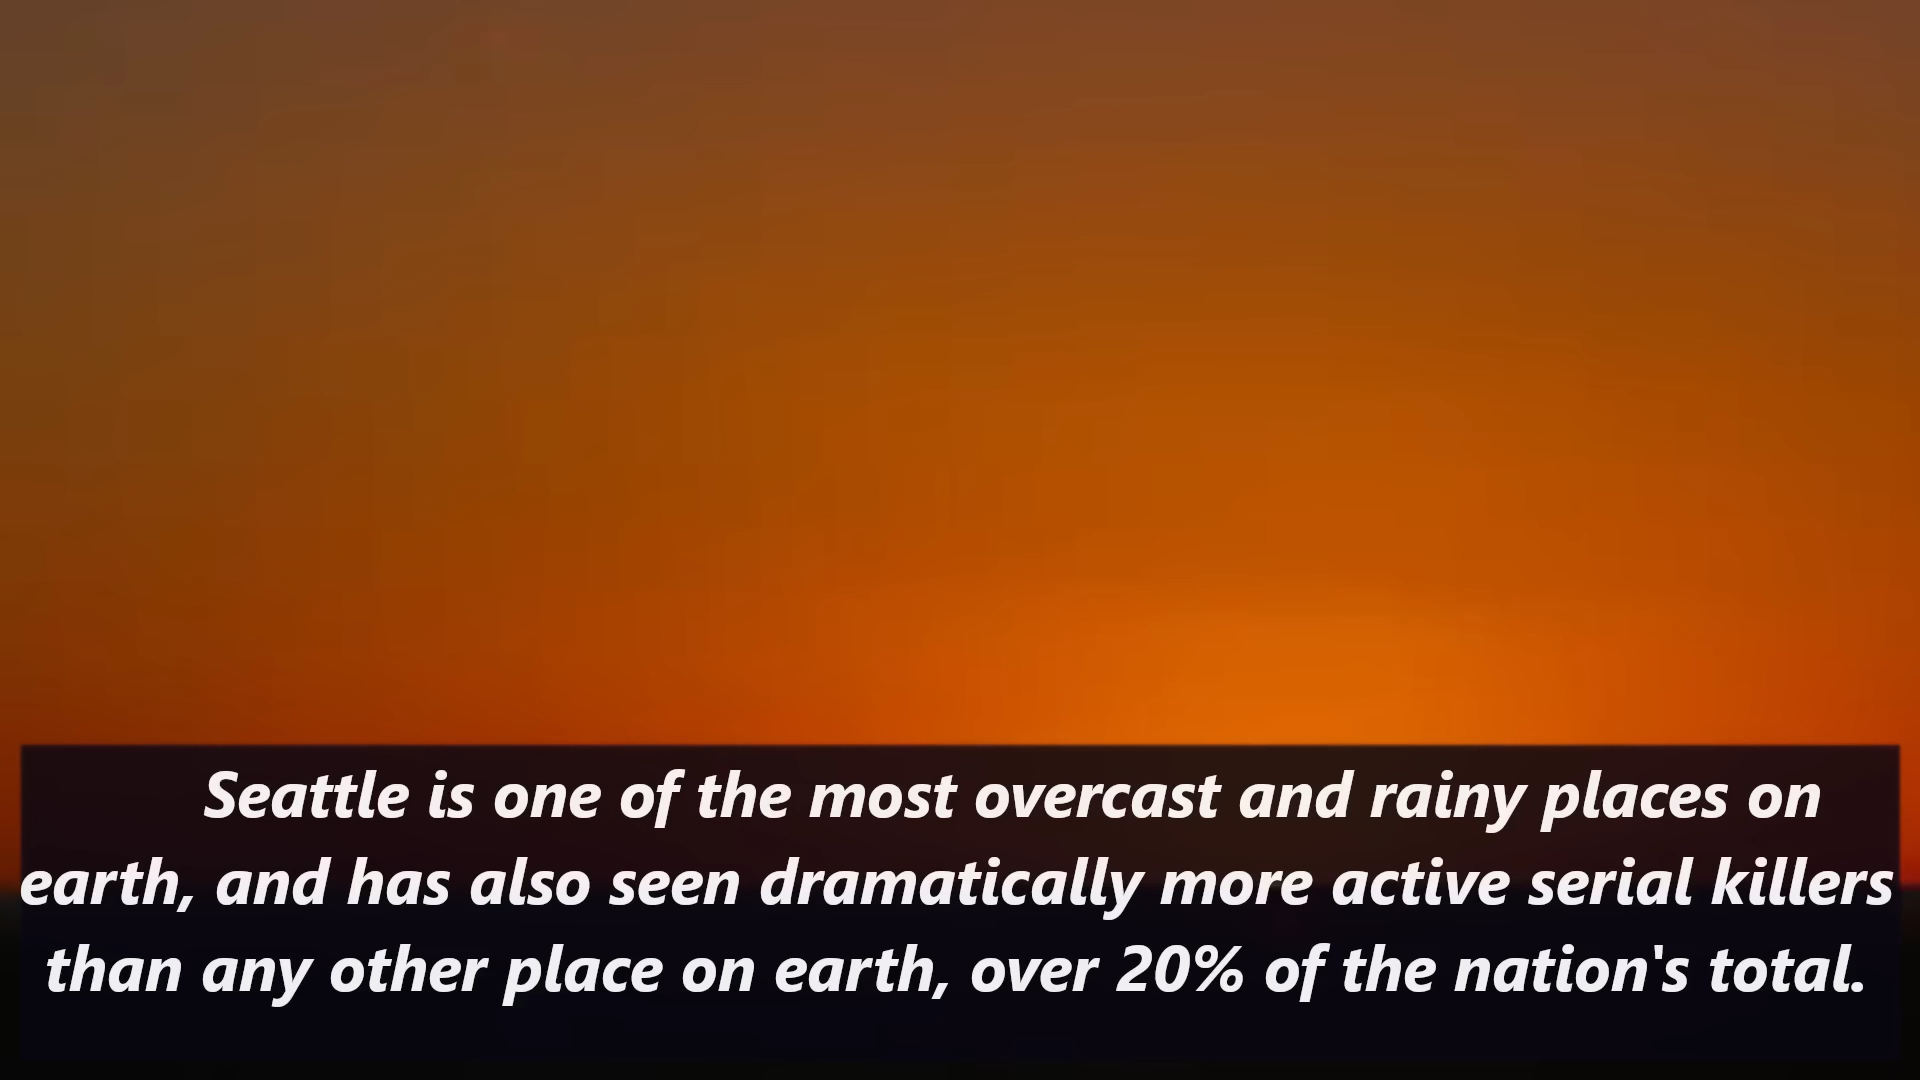 Seattle is one of the most overcast and rainy places on
earth, and has also seen dramatically more active serial killers
than any other place on earth, over 20% of the nation's total.